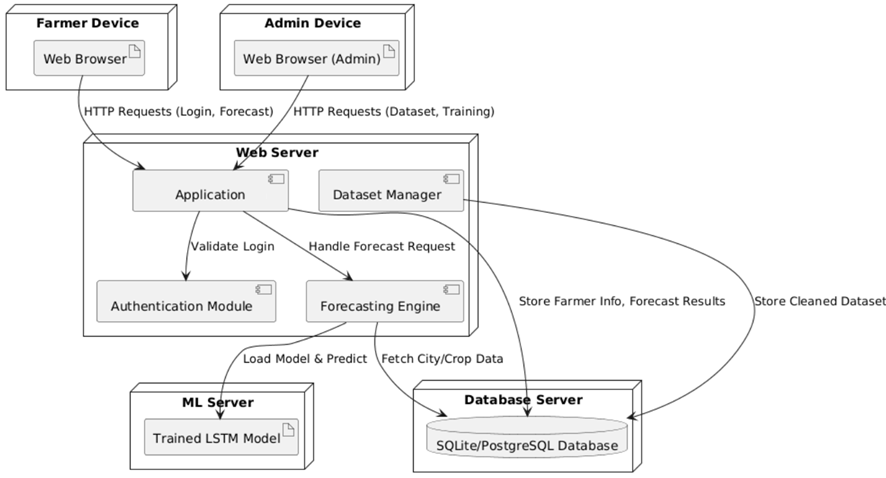 Farmer Device
Admin Device
Web Browser
Web Browser (Admin)
HTTP Requests (Login, Forecast)
HTTP Requests (Dataset, Training)
Web Server
Application
Dataset Manager
Validate Login
Handle Forecast Request
Authentication Module
Forecasting Engine
Store Farmer Info, Forecast Results
Store Cleaned Dataset
Load Model & Predict
Fetch City/Crop Data
ML Server
Database Server
Trained LSTM Model
SQLite/PostgreSQL Database